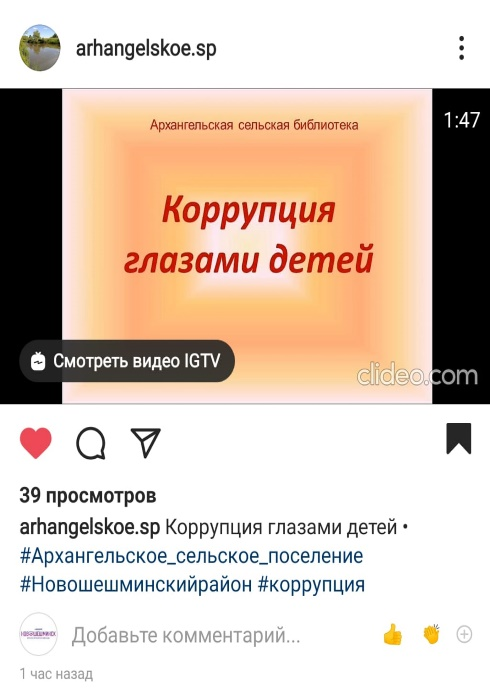 arhangelskoe.sp
1:47
Архангельская сельская библиотека
Коррупция
глазами детей
Смотреть видео IGTV
clideo.com
39 просмотров
arhangelskoe.sp Коррупция глазами детей •
#Архангельское_сельское_поселение
#Новошешминскийрайон #коррупция
Добавьте комментарий...
1 час назад